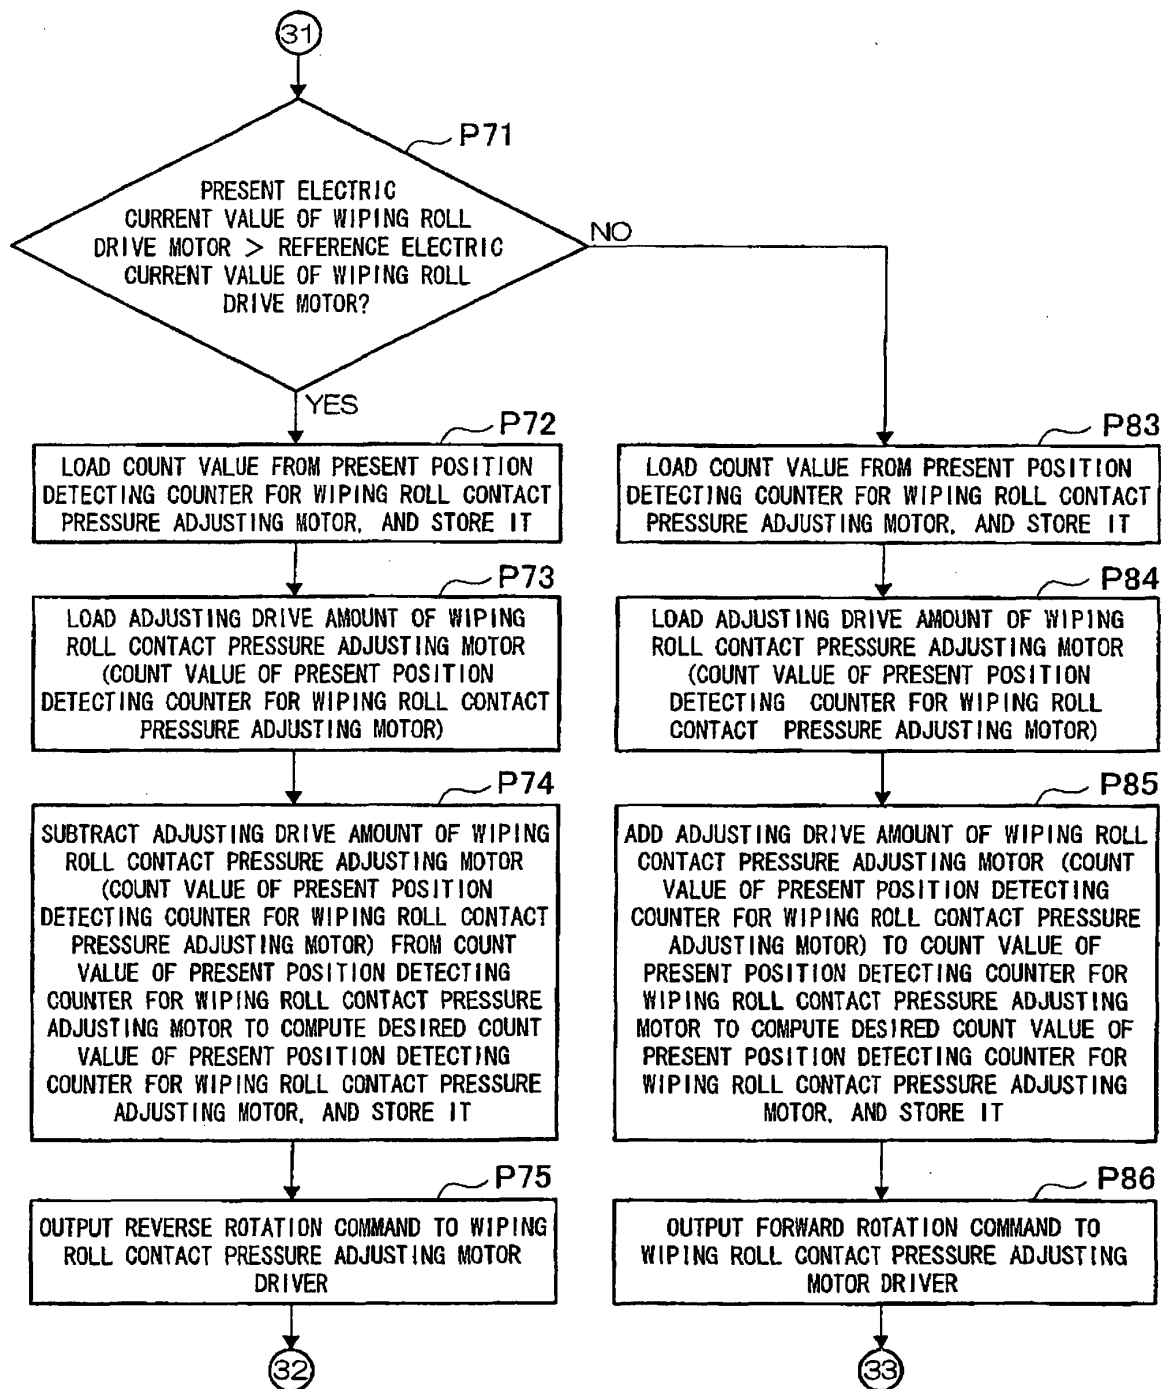 31
P71
PRESENT ELECTRIC
CURRENT VALUE OF WIPING ROLL
DRIVE MOTOR > REFERENCE ELECTRIC
CURRENT VALUE OF WIPING ROLL
DRIVE MOTOR?
NO
YES
P72
LOAD COUNT VALUE FROM PRESENT POSITION
DETECTING COUNTER FOR WIPING ROLL CONTACT
PRESSURE ADJUSTING MOTOR, AND STORE IT
P73
LOAD ADJUSTING DRIVE AMOUNT OF WIPING
ROLL CONTACT PRESSURE ADJUSTING MOTOR
(COUNT VALUE OF PRESENT POSITION
DETECTING COUNTER FOR WIPING ROLL CONTACT
PRESSURE ADJUSTING MOTOR)
P74
SUBTRACT ADJUSTING DRIVE AMOUNT OF WIPING
ROLL CONTACT PRESSURE ADJUSTING MOTOR
(COUNT VALUE OF PRESENT POSITION
DETECTING COUNTER FOR WIPING ROLL CONTACT
PRESSURE ADJUSTING MOTOR) FROM COUNT
VALUE OF PRESENT POSITION DETECTING
COUNTER FOR WIPING ROLL CONTACT PRESSURE
ADJUSTING MOTOR TO COMPUTE DESIRED COUNT
VALUE OF PRESENT POSITION DETECTING
COUNTER FOR WIPING ROLL CONTACT PRESSURE
ADJUSTING MOTOR, AND STORE IT
P75
OUTPUT REVERSE ROTATION COMMAND TO WIPING
ROLL CONTACT PRESSURE ADJUSTING MOTOR
DRIVER
32
P83
LOAD COUNT VALUE FROM PRESENT POSITION
DETECTING COUNTER FOR WIPING ROLL CONTACT
PRESSURE ADJUSTING MOTOR, AND STORE IT
P84
LOAD ADJUSTING DRIVE AMOUNT OF WIPING
ROLL CONTACT PRESSURE ADJUSTING MOTOR
(COUNT VALUE OF PRESENT POSITION
DETECTING COUNTER FOR WIPING ROLL
CONTACT PRESSURE ADJUSTING MOTOR)
P85
ADD ADJUSTING DRIVE AMOUNT OF WIPING ROLL
CONTACT PRESSURE ADJUSTING MOTOR (COUNT
VALUE OF PRESENT POSITION DETECTING
COUNTER FOR WIPING ROLL CONTACT PRESSURE
ADJUSTING MOTOR) TO COUNT VALUE OF
PRESENT POSITION DETECTING COUNTER FOR
WIPING ROLL CONTACT PRESSURE ADJUSTING
MOTOR TO COMPUTE DESIRED COUNT VALUE OF
PRESENT POSITION DETECTING COUNTER FOR
WIPING ROLL CONTACT PRESSURE ADJUSTING
MOTOR, AND STORE IT
P86
OUTPUT FORWARD ROTATION COMMAND TO
WIPING ROLL CONTACT PRESSURE ADJUSTING
MOTOR DRIVER
33